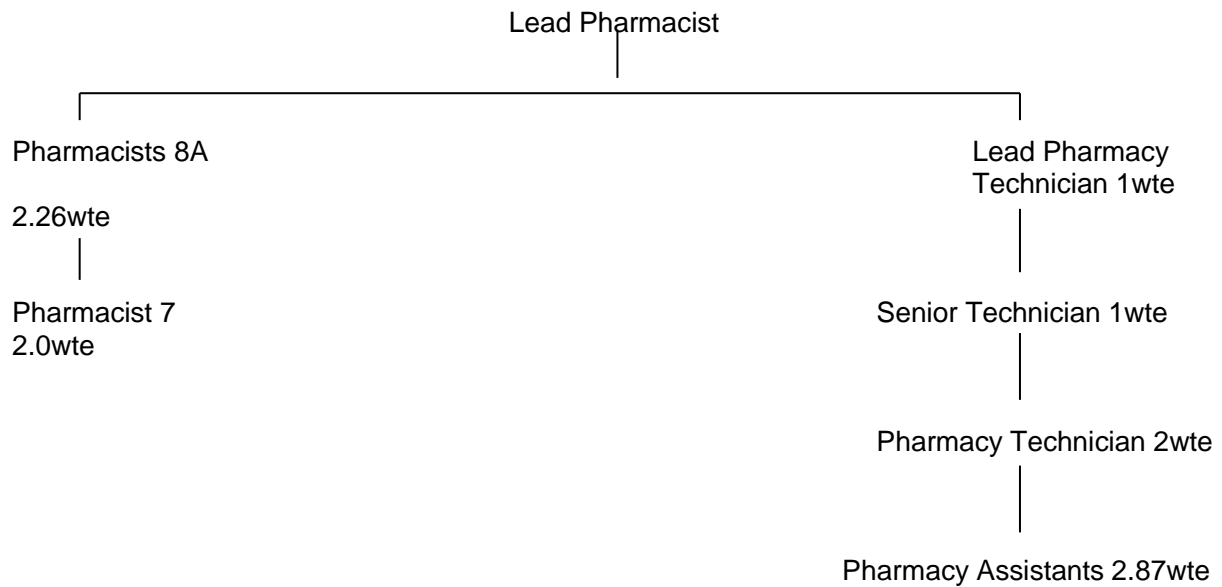 Lead Pharmacist
Pharmacists 8A
2.26wte
Pharmacist 7
2.0wte
Lead Pharmacy
Technician 1wte
Senior Technician 1wte
Pharmacy Technician 2wte
Pharmacy Assistants 2.87wte